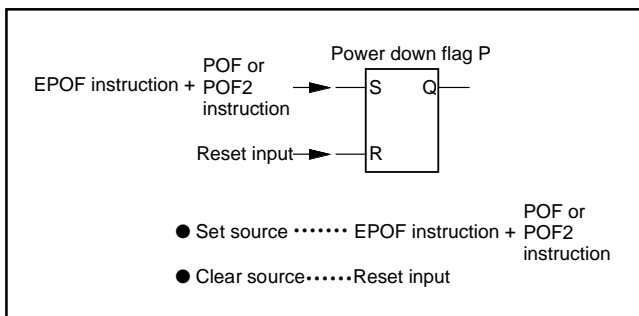 Power down flag P
EPOF instruction + POF or
POF2
instruction
S
Q
Reset input
R
● Set source ······· EPOF instruction + POF or
POF2
instruction
● Clear source ······ Reset input